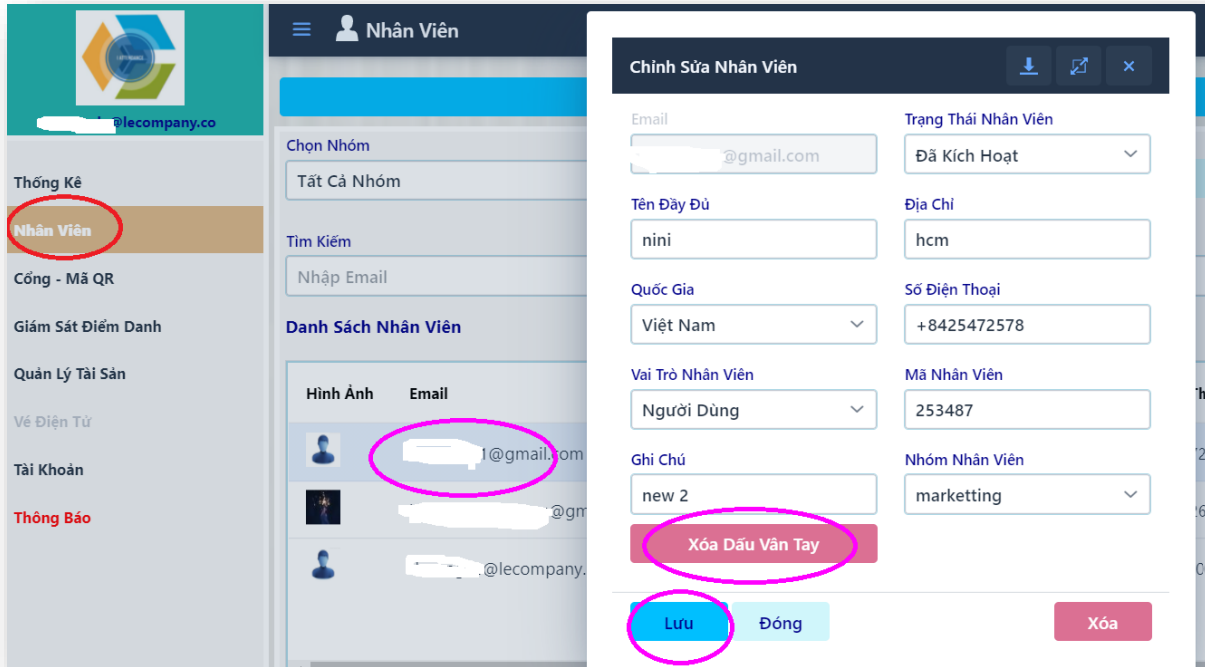 @lecompany.co
Thống Kê
Nhân Viên
Cổng - Mã QR
Giám Sát Điểm Danh
Quản Lý Tài Sản
Vé Điện Tử
Tài Khoản
Thông Báo
Nhân Viên
Chọn Nhóm
Tất Cả Nhóm
Tìm Kiếm
Nhập Email
Danh Sách Nhân Viên
Hình Ảnh Email
1@gmail.com
@gm
@lecompany.
Chỉnh Sửa Nhân Viên
Email Trạng Thái Nhân Viên
@gmail.com Đã Kích Hoạt
Tên Đầy Đủ Địa Chỉ
nini hcm
Quốc Gia Số Điện Thoại
Việt Nam +8425472578
Vai Trò Nhân Viên Mã Nhân Viên
Người Dùng 253487
Ghi Chú Nhóm Nhân Viên
new 2 marketting
Xóa Dấu Vân Tay
Lưu Đóng Xóa